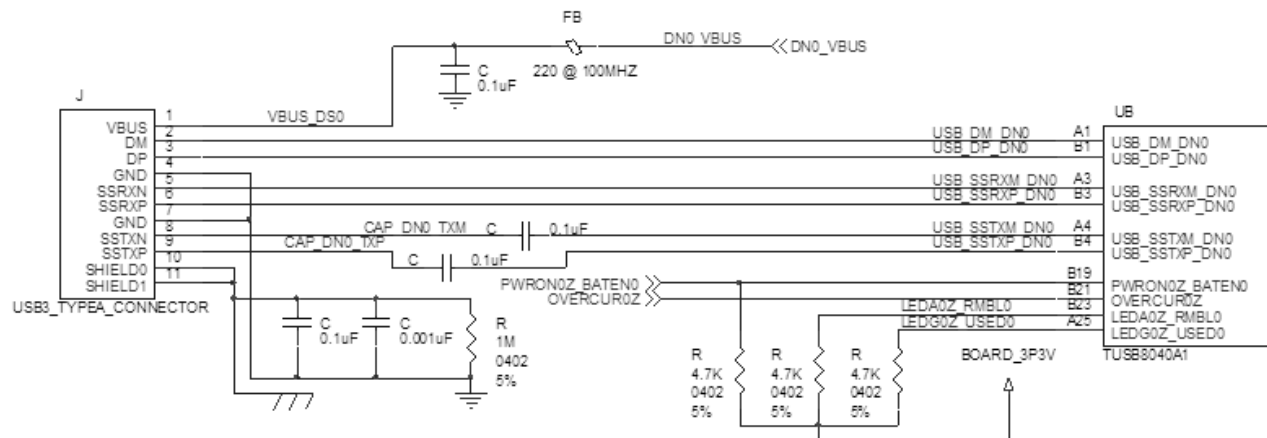 FB
DN0_VBUS
DN0_VBUS
C
0.1uF
220 @ 100MHZ
J
1
VBUS_DS0
VBUS
2
DM
3
DP
4
GND
5
SSRXN
6
SSRXP
7
GND
8
SSTXN
9
SSTXP
10
SHIELD0
11
SHIELD1
USB3_TYPEA_CONNECTOR
UB
USB_DM_DN0 A1 USB_DM_DN0
USB_DP_DN0 B1 USB_DP_DN0
USB_SSRXM_DN0 A3 USB_SSRXM_DN0
USB_SSRXP_DN0 B3 USB_SSRXP_DN0
CAP_DN0_TXM C 0.1uF USB_SSTXM_DN0 A4 USB_SSTXM_DN0
CAP_DN0_TXP C 0.1uF USB_SSTXP_DN0 B4 USB_SSTXP_DN0
PWRON0Z_BATEN0 B19 PWRON0Z_BATEN0
OVERCUR0Z B21 OVERCUR0Z
LEDA0Z_RMBL0 B23 LEDA0Z_RMBL0
LEDG0Z_USED0 A25 LEDG0Z_USED0
TUSB8040A1
C
0.1uF
C
0.001uF
R
1M
0402
5%
R
4.7K
0402
5%
R
4.7K
0402
5%
R
4.7K
0402
5%
BOARD_3P3V